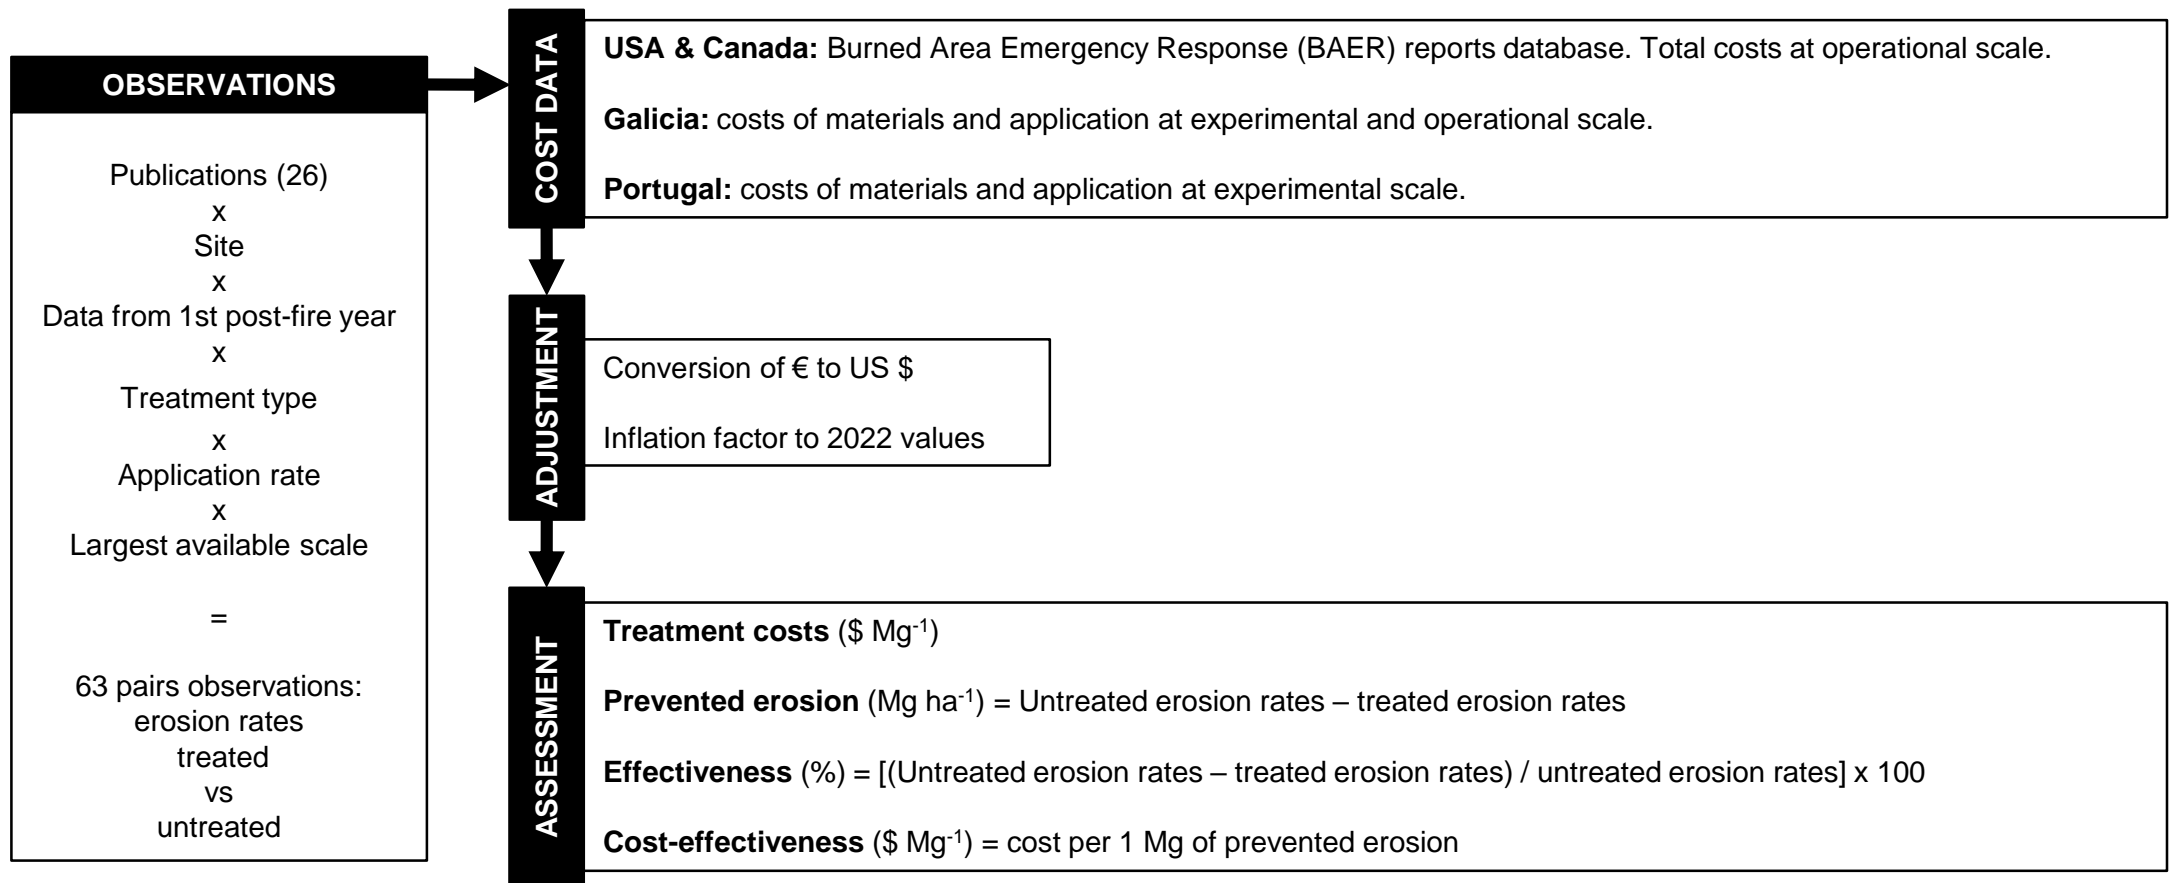 OBSERVATIONS
Publications (26)
x
Site
x
Data from 1st post-fire year
x
Treatment type
x
Application rate
x
Largest available scale
=
63 pairs observations:
erosion rates
treated
vs
untreated
COST DATA
USA & Canada: Burned Area Emergency Response (BAER) reports database. Total costs at operational scale.
Galicia: costs of materials and application at experimental and operational scale.
Portugal: costs of materials and application at experimental scale.
ADJUSTMENT
Conversion of € to US $
Inflation factor to 2022 values
ASSESSMENT
Treatment costs ($ Mg⁻¹)
Prevented erosion (Mg ha⁻¹) = Untreated erosion rates – treated erosion rates
Effectiveness (%) = [(Untreated erosion rates – treated erosion rates) / untreated erosion rates] x 100
Cost-effectiveness ($ Mg⁻¹) = cost per 1 Mg of prevented erosion